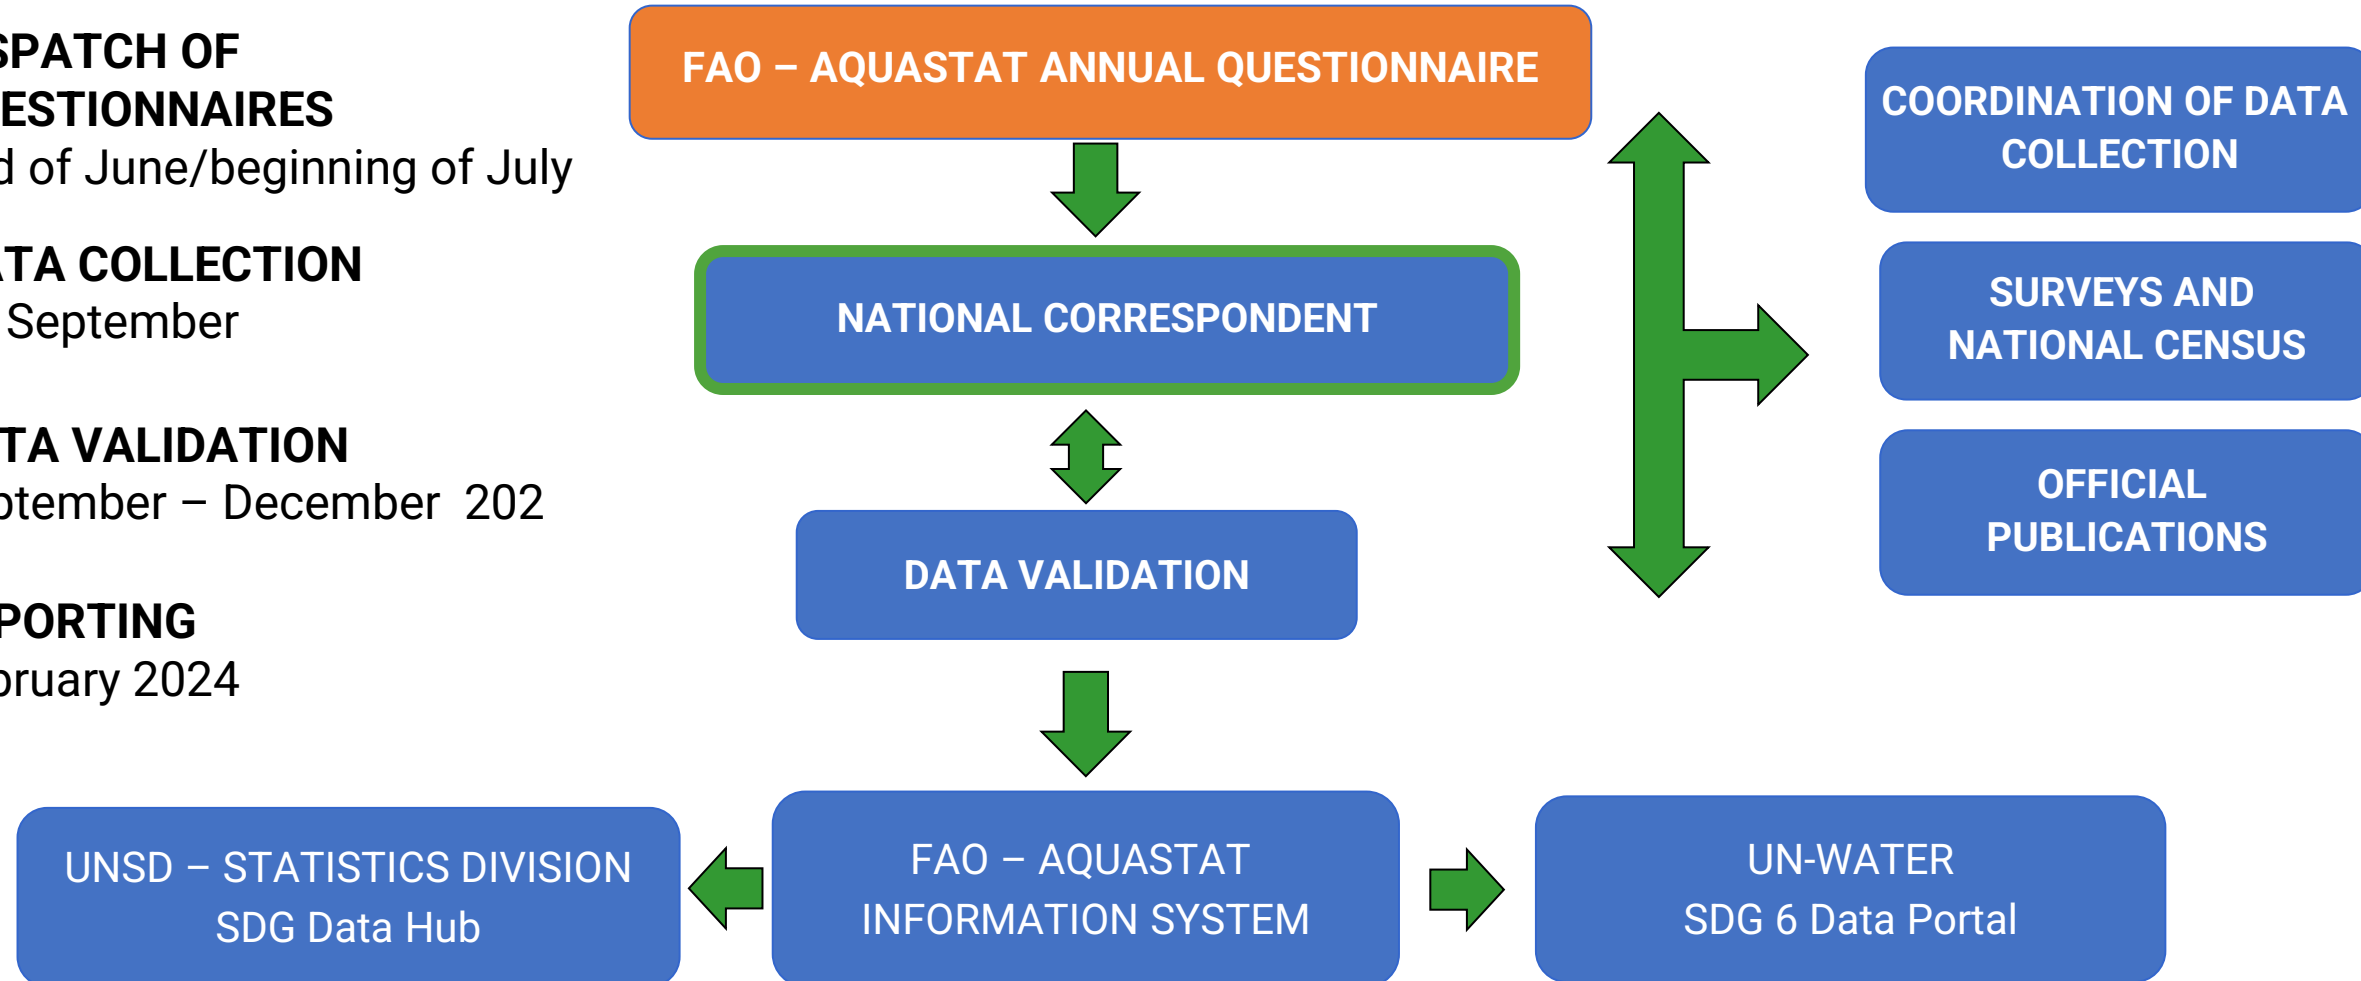 SPATCH OF
ESTIONNAIRES
d of June/beginning of July
ATA COLLECTION
September
TA VALIDATION
ptember – December 202
PORTING
bruary 2024
FAO – AQUASTAT ANNUAL QUESTIONNAIRE
NATIONAL CORRESPONDENT
DATA VALIDATION
COORDINATION OF DATA
COLLECTION
SURVEYS AND
NATIONAL CENSUS
OFFICIAL
PUBLICATIONS
UNSD – STATISTICS DIVISION
SDG Data Hub
FAO – AQUASTAT
INFORMATION SYSTEM
UN-WATER
SDG 6 Data Portal